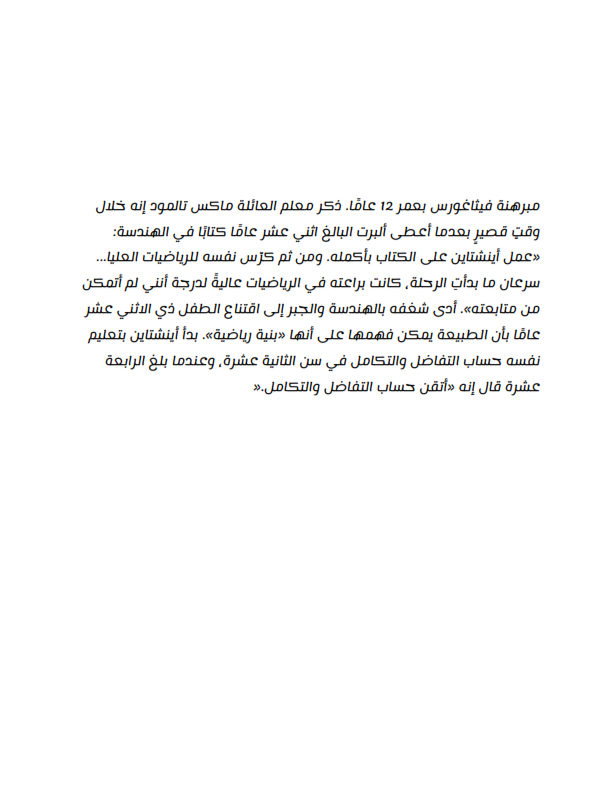 مبرهنة فيثاغورس بعمر 12 عامًا. ذكر معلم العائلة ماكس تالمود إنه خلال
وقتٍ قصيرٍ بعدما أعطى ألبرت البالغ اثني عشر عامًا كتابًا في الهندسة:
«عمل أينشتاين على الكتاب بأكمله. ومن ثم كرّس نفسه للرياضيات العليا...
سرعان ما بدأتِ الرحلة، كانت براعته في الرياضيات عاليةً لدرجة أنني لم أتمكن
من متابعته». أدى شغفه بالهندسة والجبر إلى اقتناع الطفل ذي الاثني عشر
عامًا بأن الطبيعة يمكن فهمها على أنها «بنية رياضية». بدأ أينشتاين بتعليم
نفسه حساب التفاضل والتكامل في سن الثانية عشرة، وعندما بلغ الرابعة
عشرة قال إنه «أتقن حساب التفاضل والتكامل.»